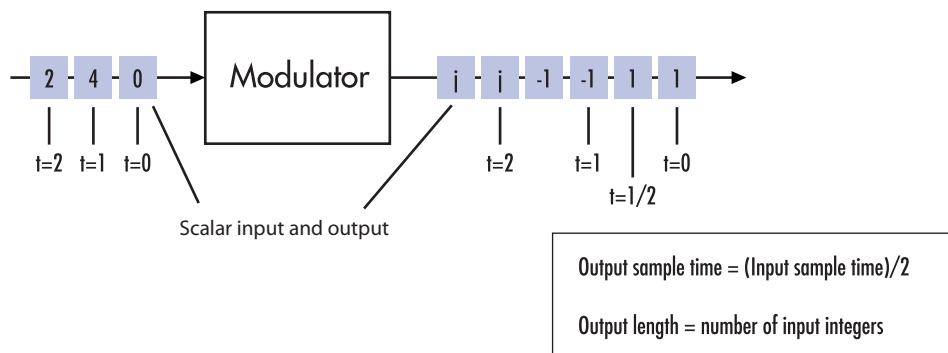 Modulator
2 4 0
j j -1 -1 1 1
t=2 t=1 t=0
t=2 t=1 t=0
t=1/2
Scalar input and output
Output sample time = (Input sample time)/2
Output length = number of input integers